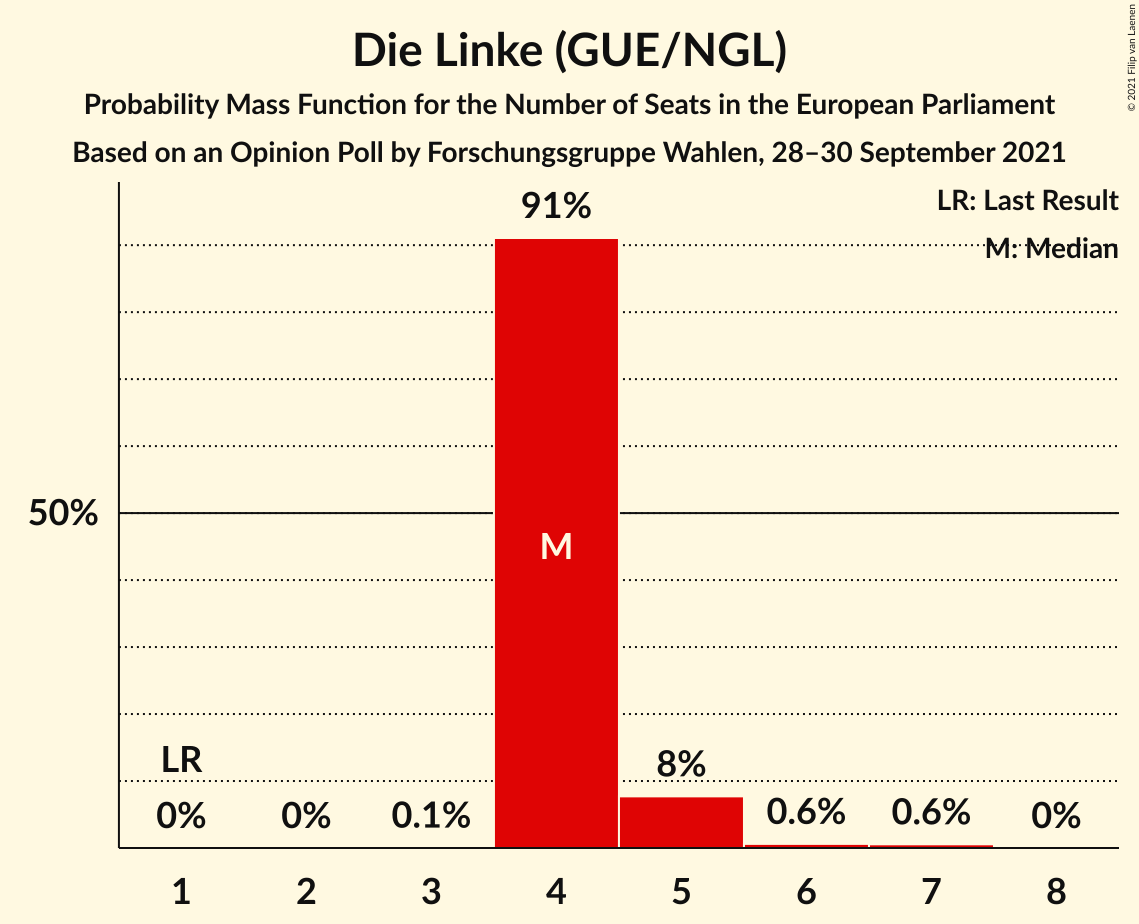 Die Linke (GUE/NGL)
Probability Mass Function for the Number of Seats in the European Parliament
Based on an Opinion Poll by Forschungsgruppe Wahlen, 28–30 September 2021
© 2021 Filip van Laenen
LR: Last Result
M: Median
91%
50%
M
LR
0%
0%
0.1%
8%
0.6%
0.6%
0%
1 2 3 4 5 6 7 8